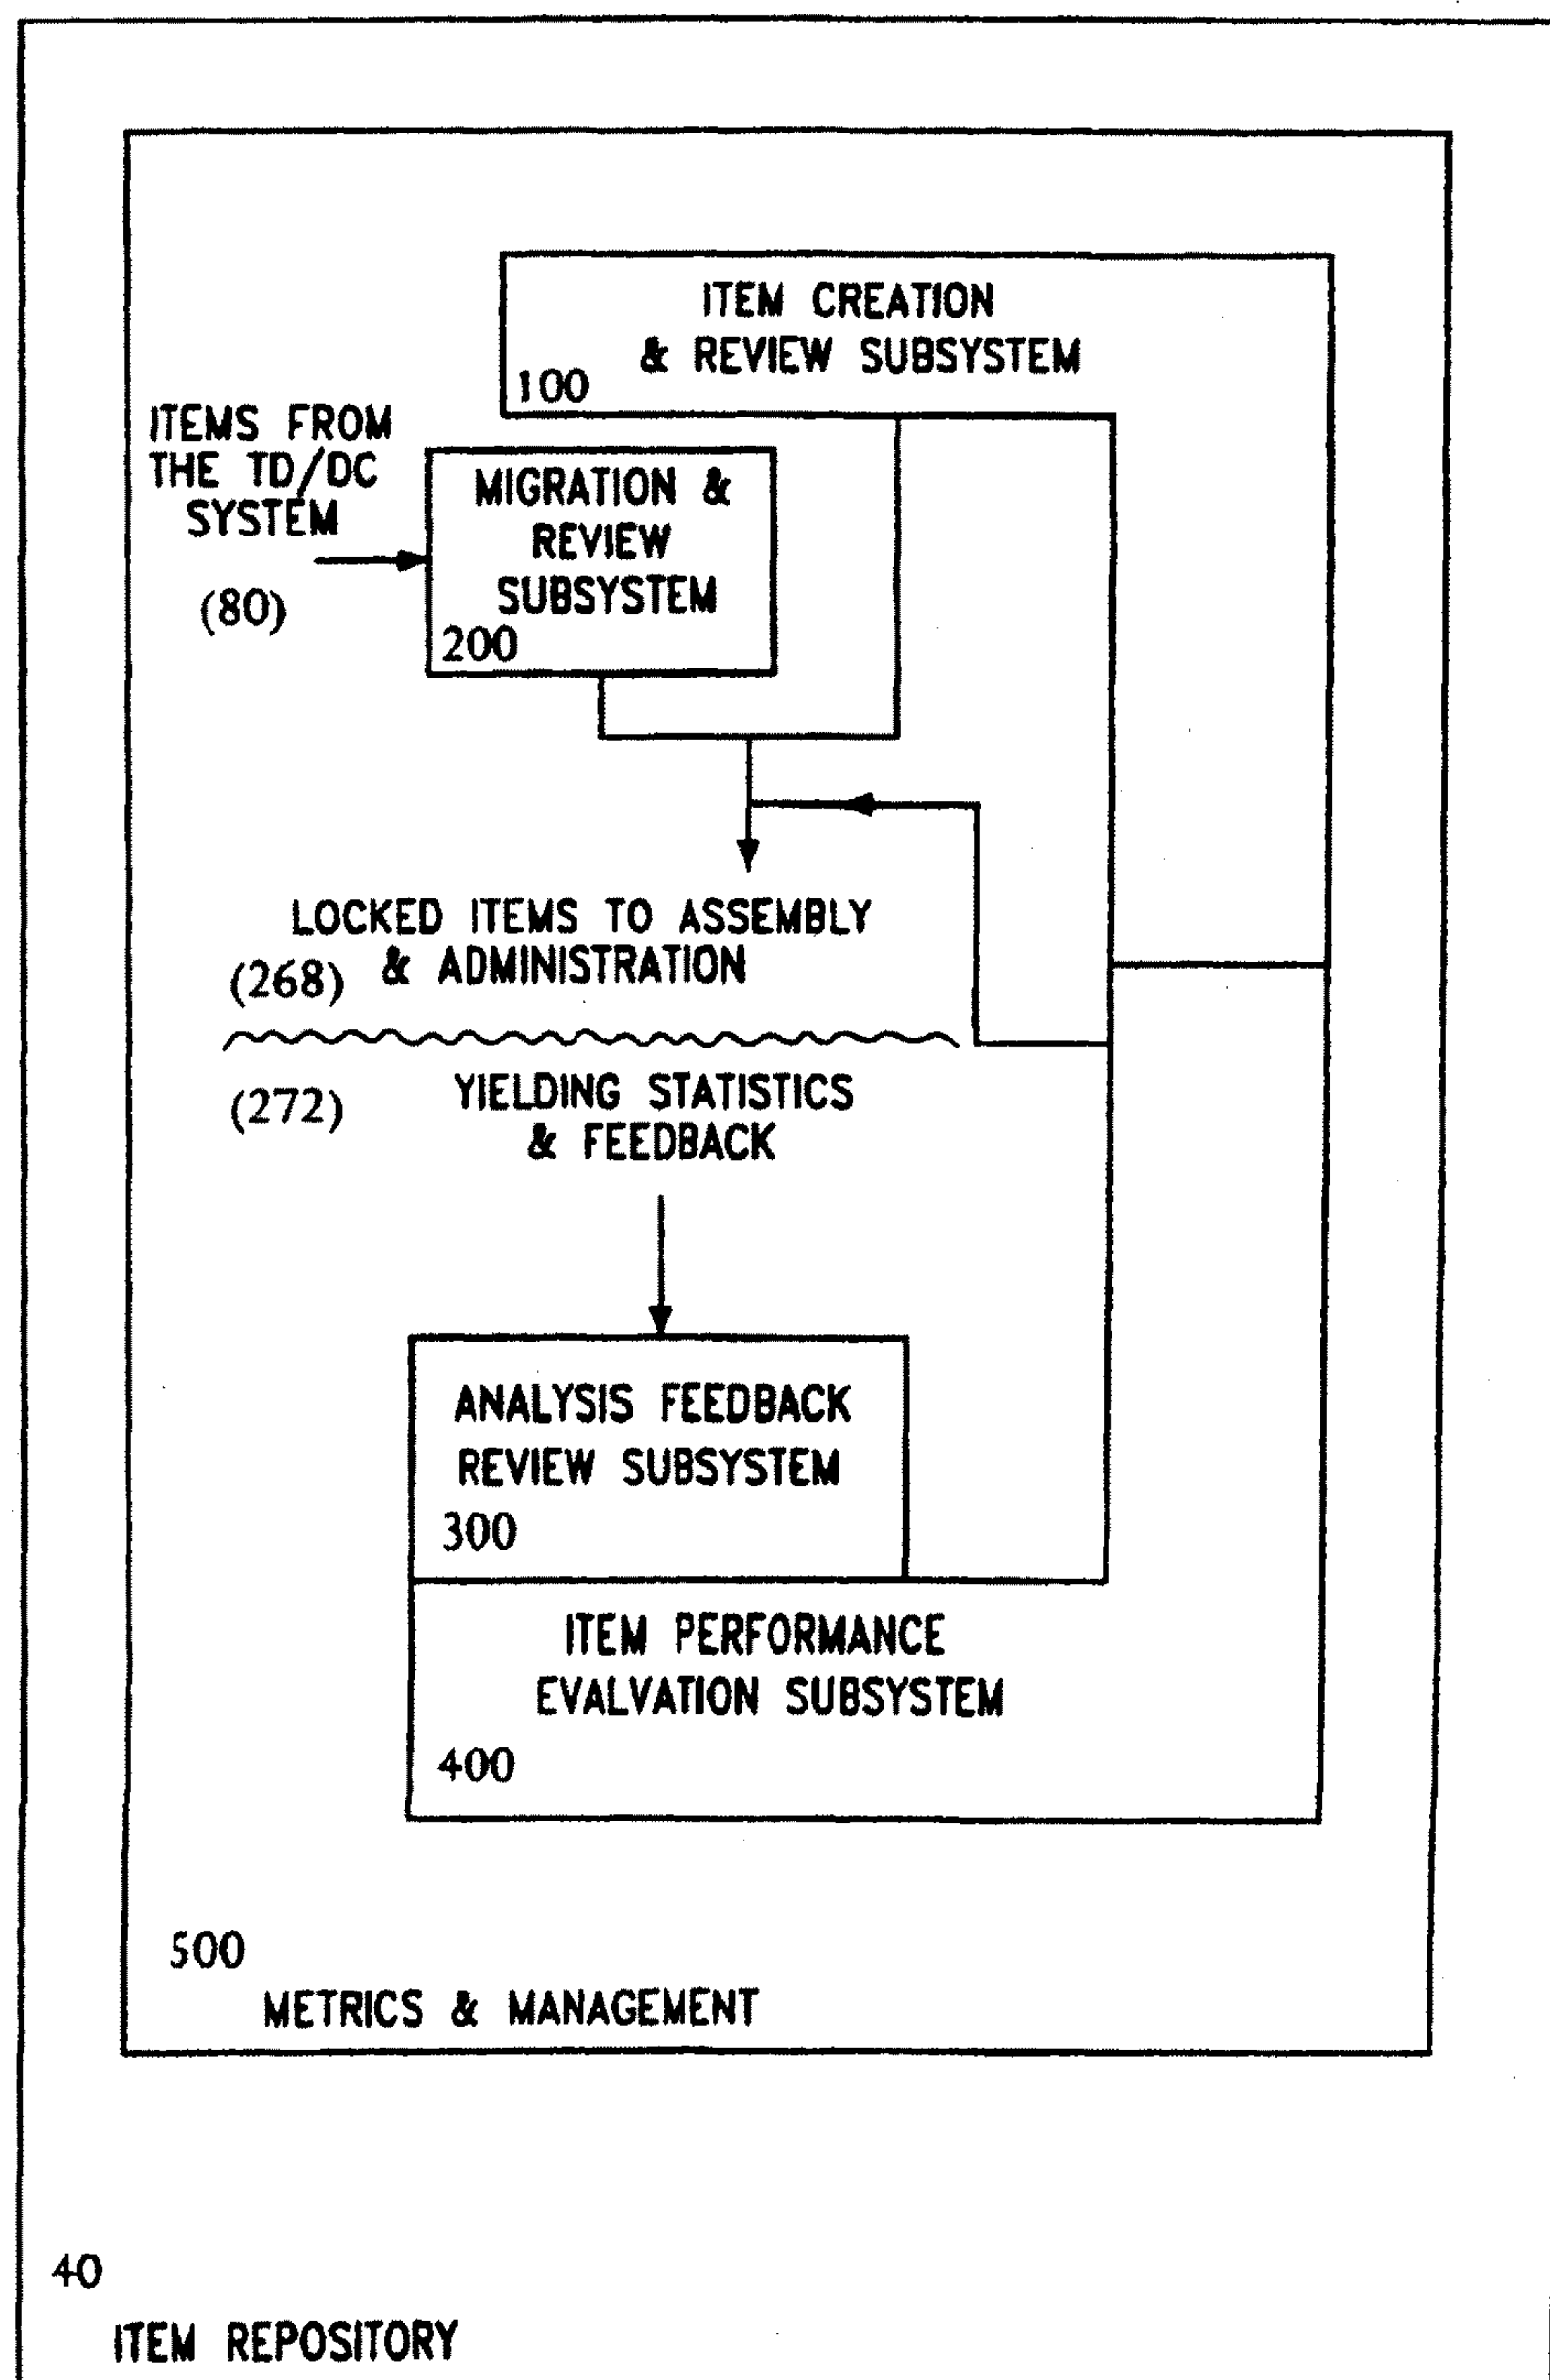 ITEM CREATION
& REVIEW SUBSYSTEM
100
ITEMS FROM
THE TD/DC
SYSTEM
(80)
MIGRATION &
REVIEW
SUBSYSTEM
200
LOCKED ITEMS TO ASSEMBLY
(268) & ADMINISTRATION
(272) YIELDING STATISTICS
& FEEDBACK
ANALYSIS FEEDBACK
REVIEW SUBSYSTEM
300
ITEM PERFORMANCE
EVALVATION SUBSYSTEM
400
500
METRICS & MANAGEMENT
40
ITEM REPOSITORY